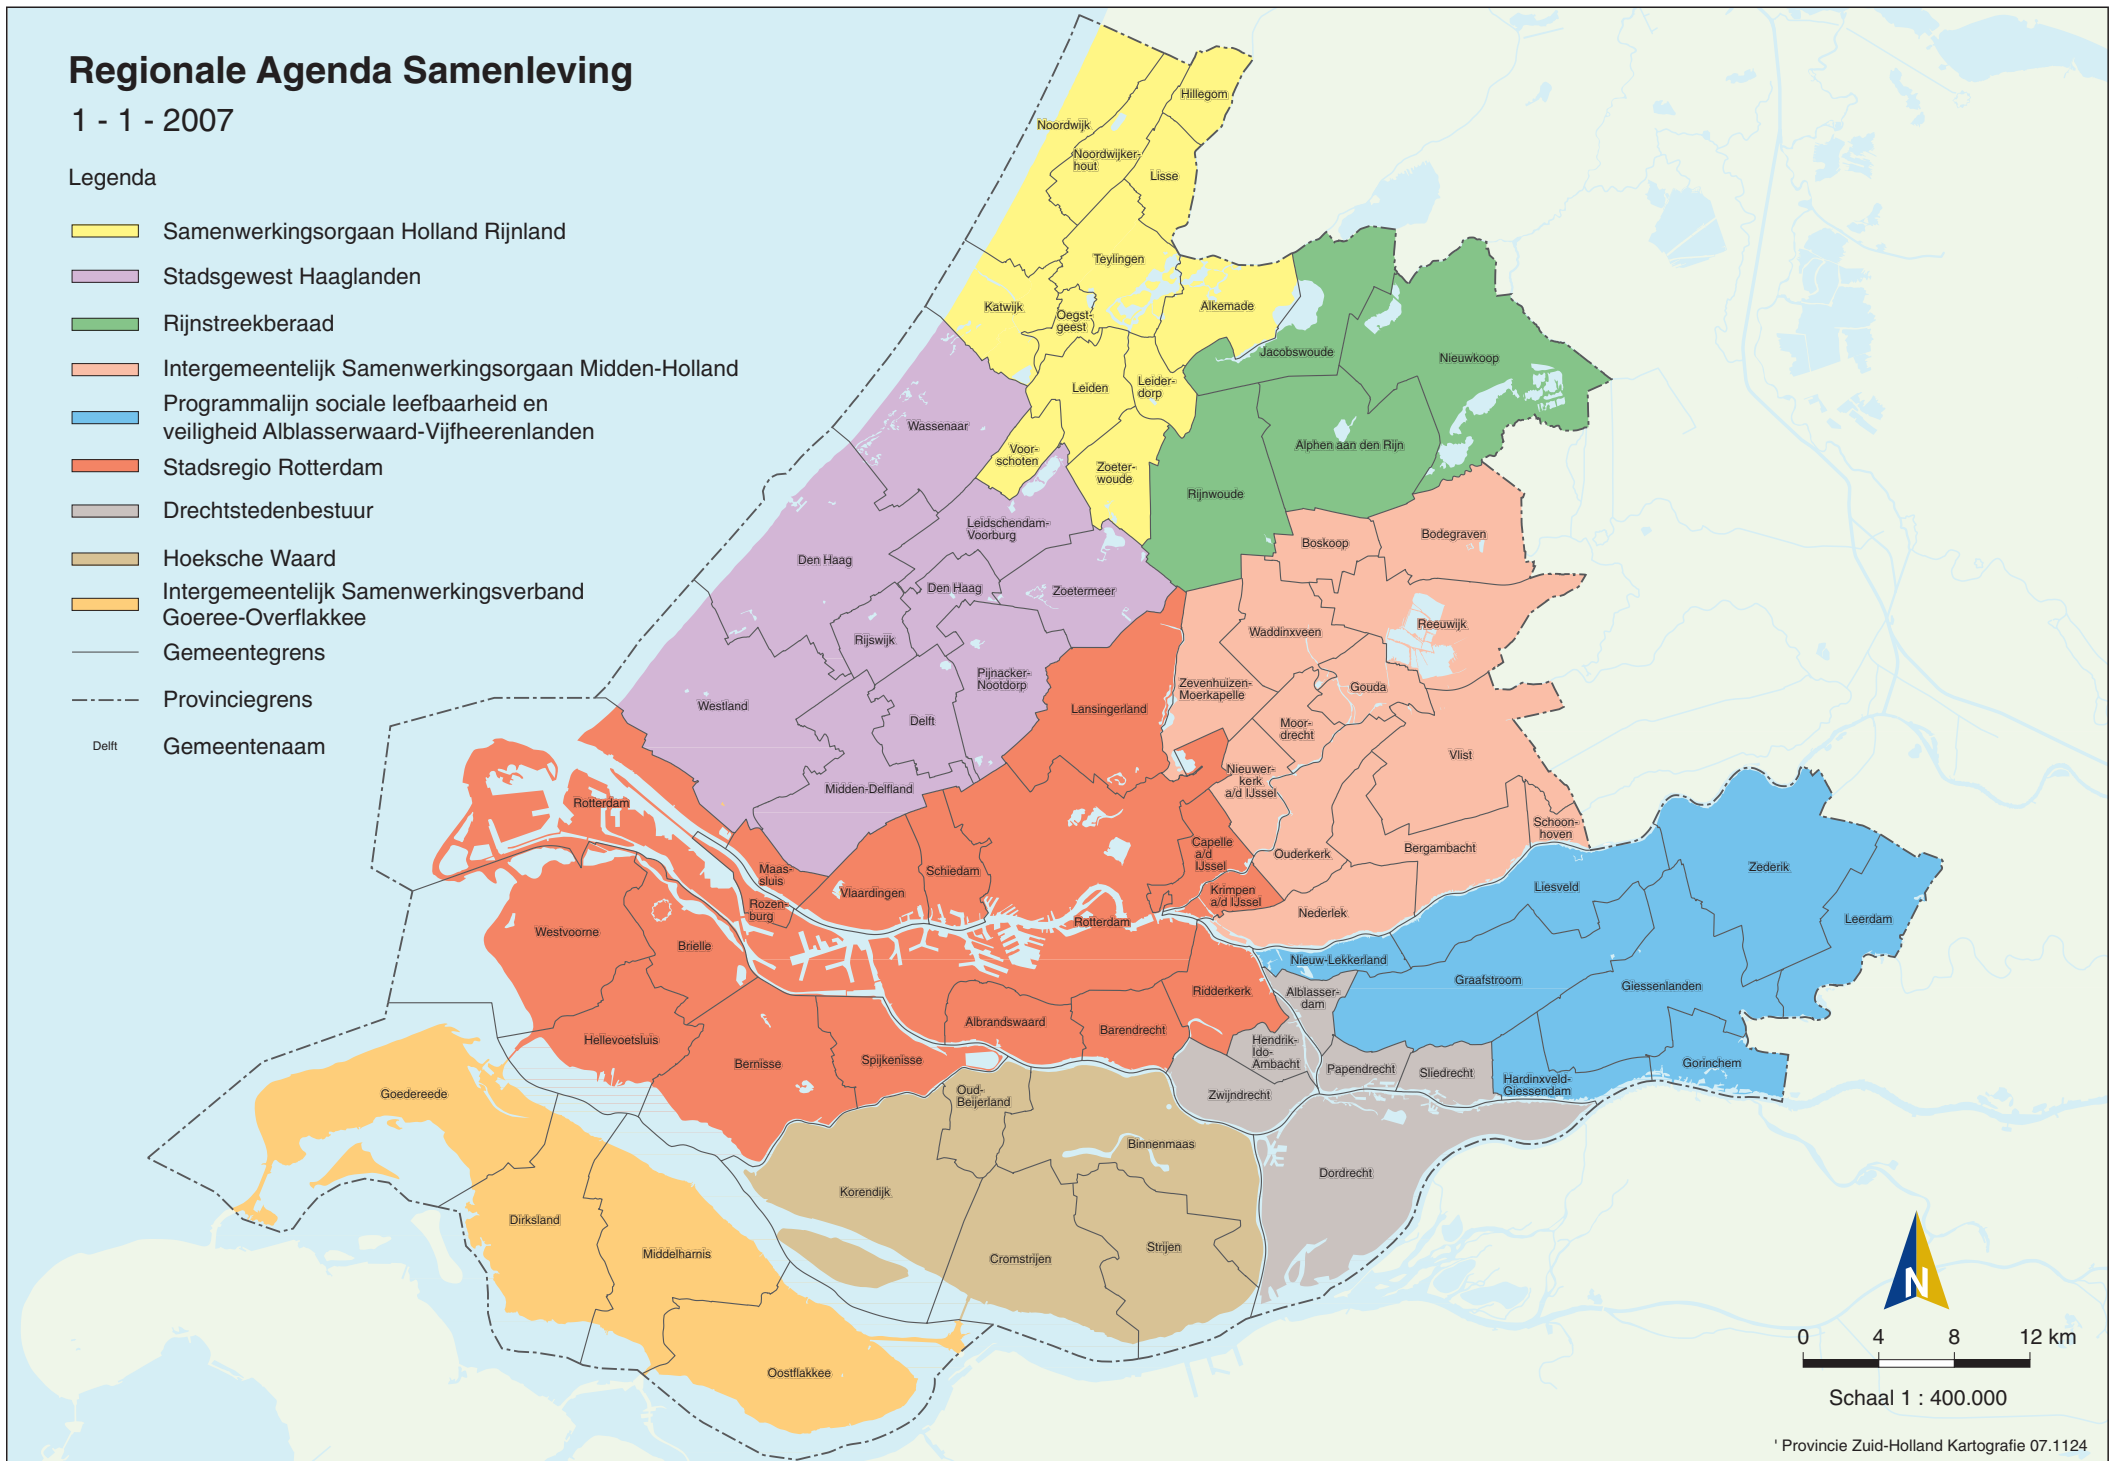 Regionale Agenda Samenleving
1 - 1 - 2007
Legenda
Samenwerkingsorgaan Holland Rijnland
Stadsgewest Haaglanden
Rijnstreekberaad
Intergemeentelijk Samenwerkingsorgaan Midden-Holland
Programmalijn sociale leefbaarheid en
veiligheid Alblasserwaard-Vijfheerenlanden
Stadsregio Rotterdam
Drechtstedenbestuur
Hoeksche Waard
Intergemeentelijk Samenwerkingsverband
Goeree-Overflakkee
Gemeentegrens
Provinciegrens
Delft
Gemeentenaam
Hillegom
Noordwijk
Noordwijker-
hout
Lisse
Teylingen
Katwijk
Oegst-
geest
Alkemade
Jacobswoude
Nieuwkoop
Leiden
Leider-
dorp
Wassenaar
Voor-
schoten
Zoeter-
woude
Alphen aan den Rijn
Rijnwoude
Leidschendam-
Voorburg
Den Haag
Den Haag
Zoetermeer
Boskoop
Bodegraven
Rijswijk
Waddinxveen
Reeuwijk
Pijnacker-
Nootdorp
Zevenhuizen-
Moerkapelle
Gouda
Westland
Delft
Lansingerland
Moor-
drecht
Vlist
Midden-Delfland
Nieuwer-
kerk
a/d IJssel
Rotterdam
Schoon-
hoven
Capelle
a/d
IJssel
Ouderkerk
Bergambacht
Maas-
sluis
Vlaardingen
Schiedam
Zederik
Liesveld
Krimpen
a/d IJssel
Rozen-
burg
Nederlek
Rotterdam
Leerdam
Westvoorne
Brielle
Nieuw-Lekkerland
Graafstroom
Giessenlanden
Ridderkerk
Alblasser-
dam
Albrandswaard
Barendrecht
Hellevoetsluis
Bernisse
Spijkenisse
Hendrik-
Ido-
Ambacht
Papendrecht
Sliedrecht
Gorinchem
Hardinxveld-
Giessendam
Goedereede
Oud-
Beijerland
Zwijndrecht
Binnenmaas
Dordrecht
Korendijk
Dirksland
Middelharnis
Cromstrijen
Strijen
Oostflakkee
N
0 4 8 12 km
Schaal 1 : 400.000
' Provincie Zuid-Holland Kartografie 07.1124